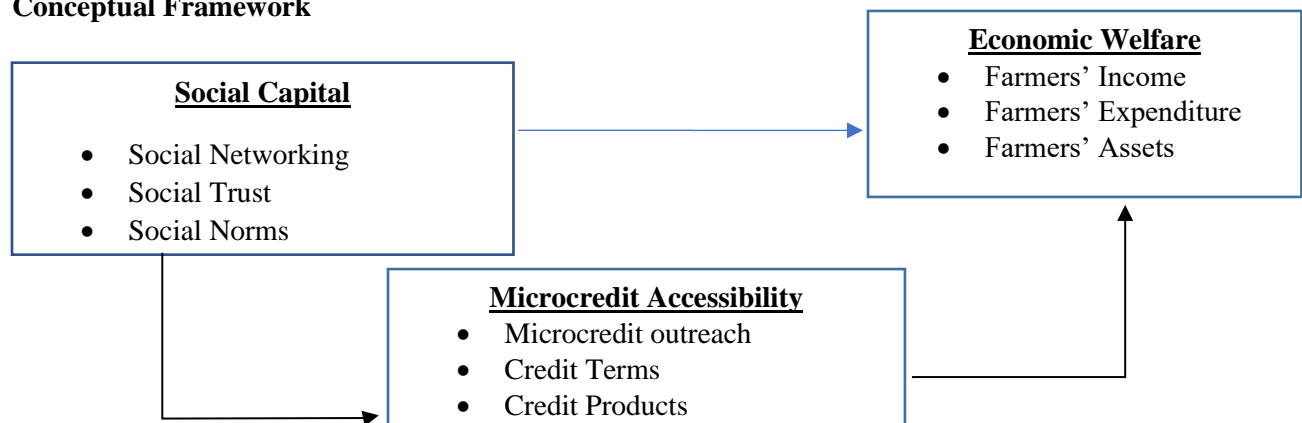 Conceptual Framework
Economic Welfare
• Farmers’ Income
• Farmers’ Expenditure
• Farmers’ Assets
Social Capital
• Social Networking
• Social Trust
• Social Norms
Microcredit Accessibility
• Microcredit outreach
• Credit Terms
• Credit Products